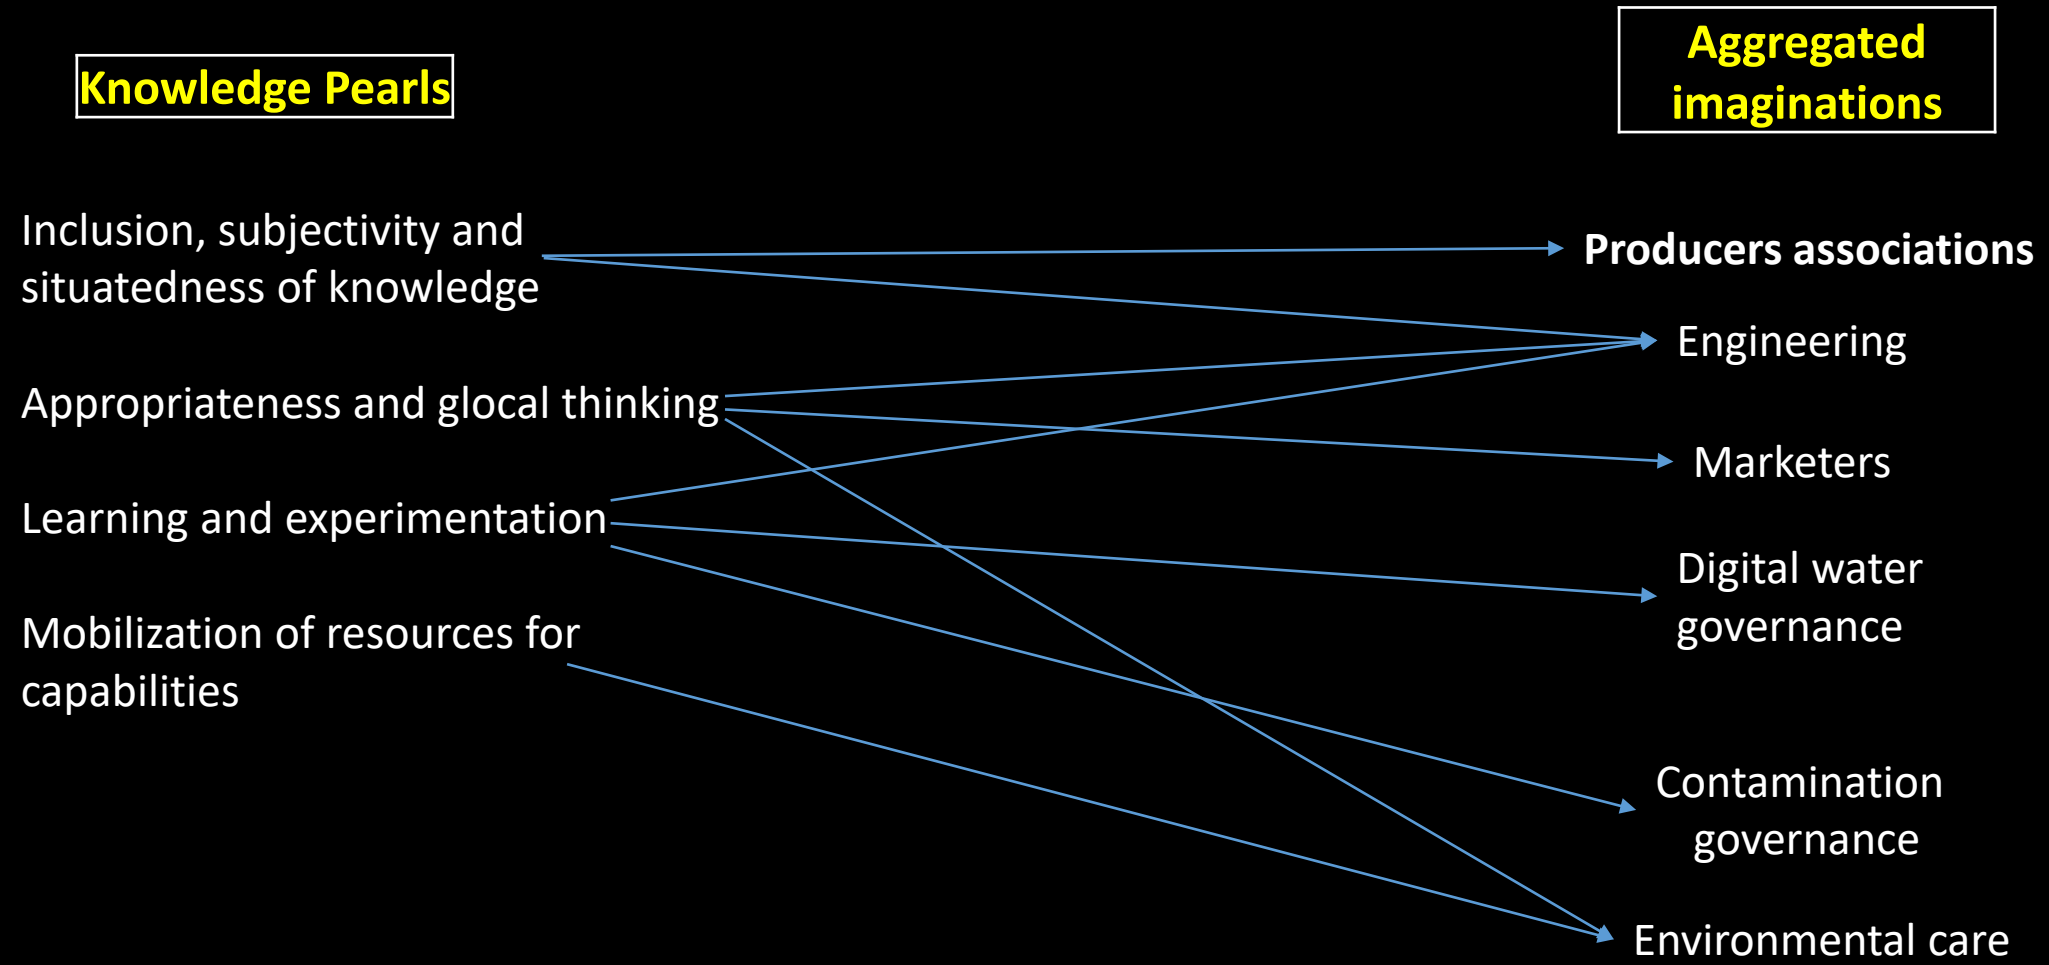 Knowledge Pearls
Aggregated
imaginations
Inclusion, subjectivity and
situatedness of knowledge
Appropriateness and glocal thinking
Learning and experimentation
Mobilization of resources for
capabilities
Producers associations
Engineering
Marketers
Digital water
governance
Contamination
governance
Environmental care